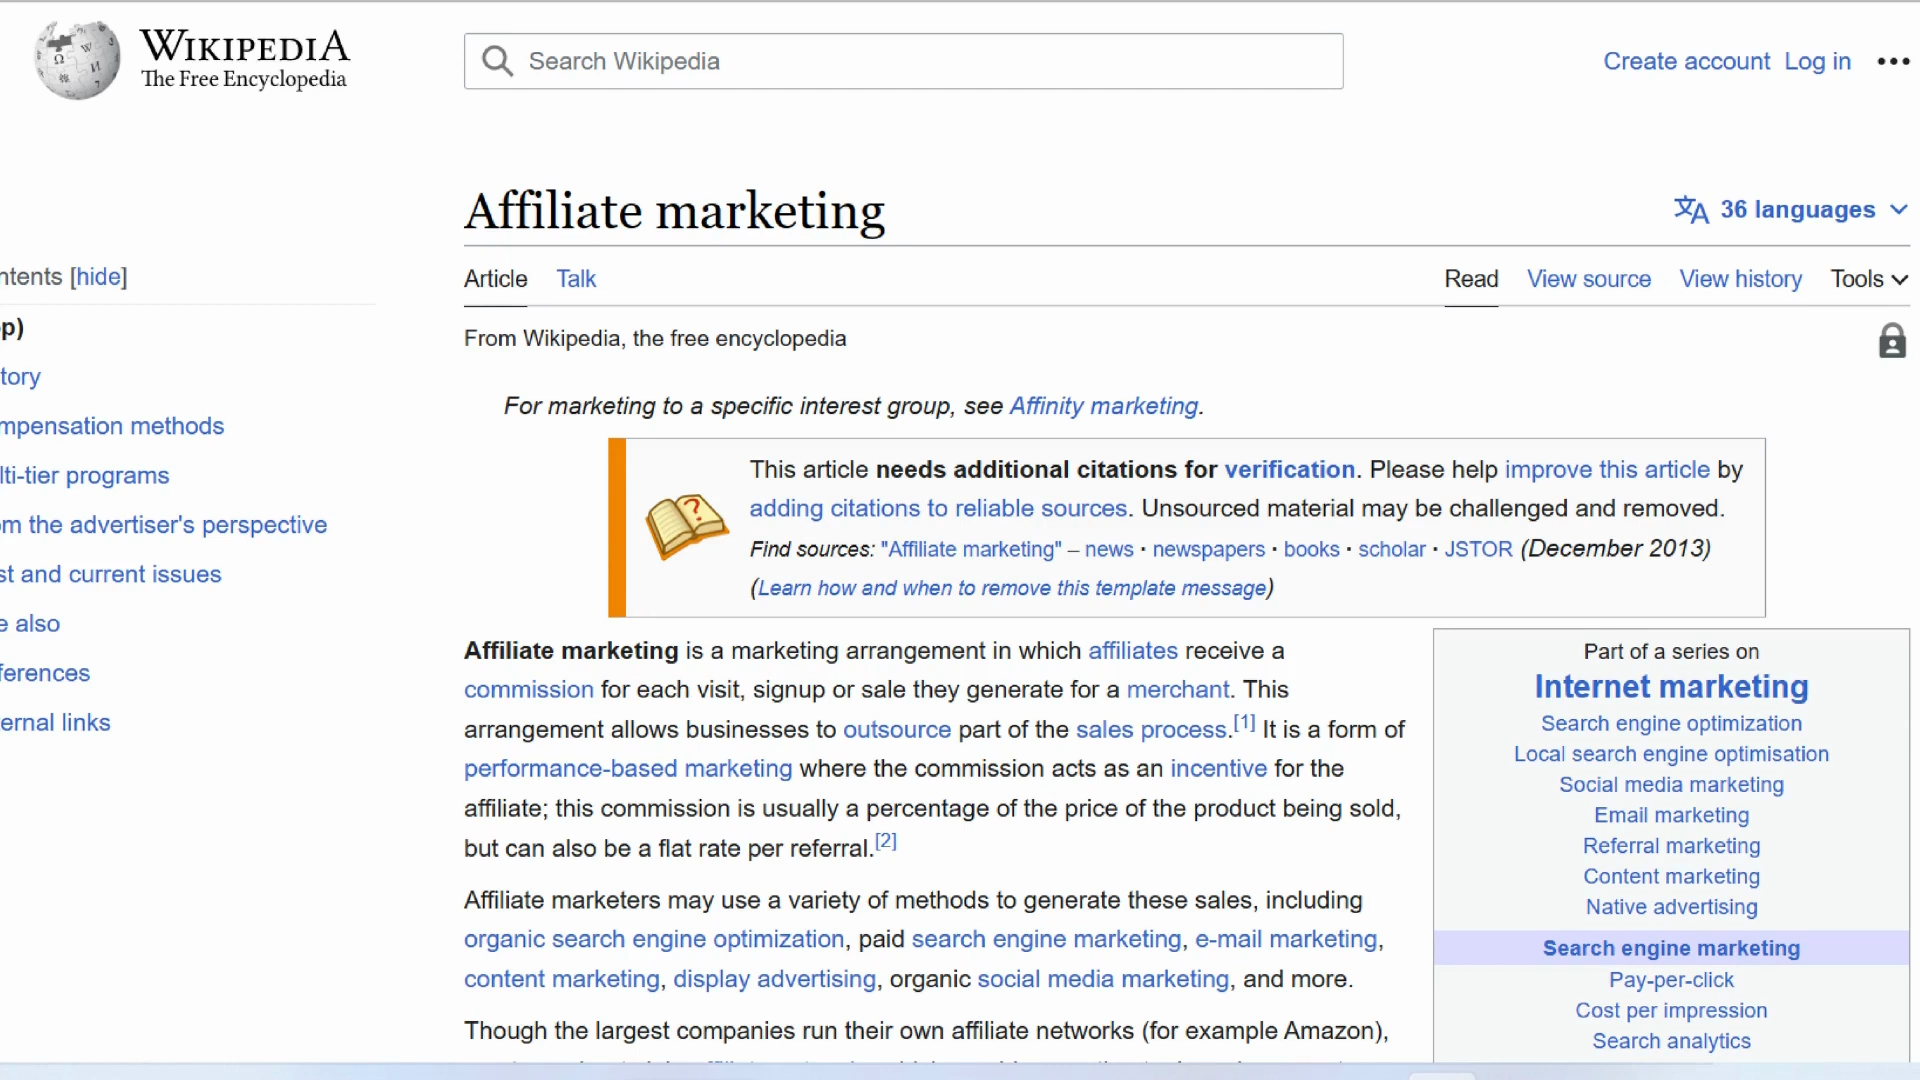 WIKIPEDIA
The Free Encyclopedia
Search Wikipedia
Create account Log in
Affiliate marketing
36 languages
ntents [hide]
p)
tory
mpensation methods
lti-tier programs
om the advertiser's perspective
st and current issues
e also
ferences
ernal links
Article Talk
Read View source View history Tools
From Wikipedia, the free encyclopedia
For marketing to a specific interest group, see Affinity marketing.
This article needs additional citations for verification. Please help improve this article by
adding citations to reliable sources. Unsourced material may be challenged and removed.
Find sources: "Affiliate marketing" – news · newspapers · books · scholar · JSTOR (December 2013)
(Learn how and when to remove this template message)
Affiliate marketing is a marketing arrangement in which affiliates receive a
commission for each visit, signup or sale they generate for a merchant. This
arrangement allows businesses to outsource part of the sales process.[1] It is a form of
performance-based marketing where the commission acts as an incentive for the
affiliate; this commission is usually a percentage of the price of the product being sold,
but can also be a flat rate per referral.[2]
Affiliate marketers may use a variety of methods to generate these sales, including
organic search engine optimization, paid search engine marketing, e-mail marketing,
content marketing, display advertising, organic social media marketing, and more.
Though the largest companies run their own affiliate networks (for example Amazon),
Part of a series on
Internet marketing
Search engine optimization
Local search engine optimisation
Social media marketing
Email marketing
Referral marketing
Content marketing
Native advertising
Search engine marketing
Pay-per-click
Cost per impression
Search analytics